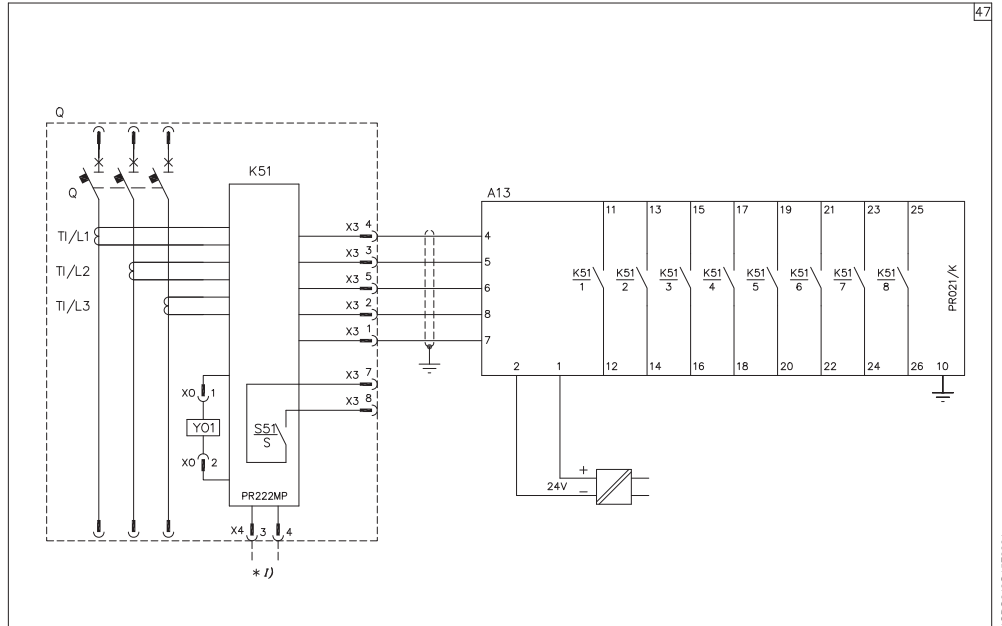 47
Q
K51
A13
Q
TI/L1
TI/L2
TI/L3
X3 4
X3 3
X3 5
X3 2
X3 1
X3 7
X3 8
4
5
6
8
7
11 13 15 17 19 21 23 25
K51 K51 K51 K51 K51 K51 K51 K51
1 2 3 4 5 6 7 8
PR021/K
2 1 12 14 16 18 20 22 24 26 10
X0 1
Y01
X0 2
S51
S
PR222MP
X4 3 4
* 1)
+
24V
–